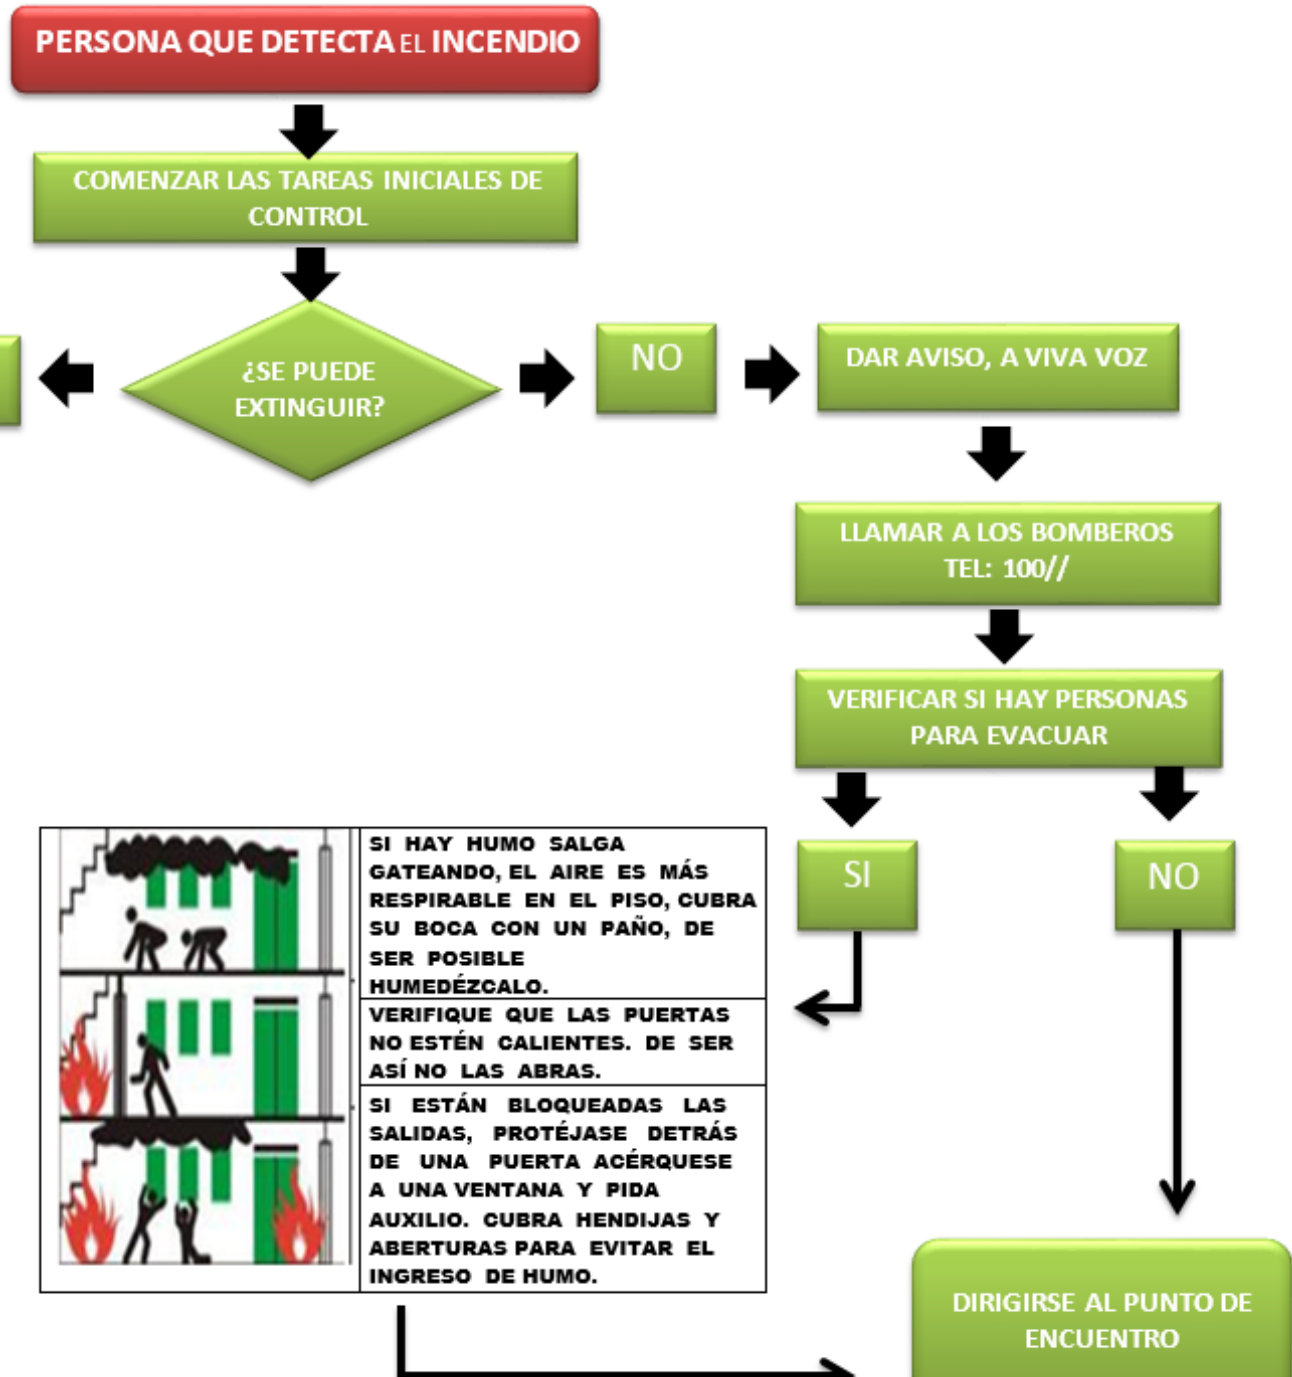 PERSONA QUE DETECTA EL INCENDIO
COMENZAR LAS TAREAS INICIALES DE
CONTROL
¿SE PUEDE
EXTINGUIR?
NO
DAR AVISO, A VIVA VOZ
LLAMAR A LOS BOMBEROS
TEL: 100//
VERIFICAR SI HAY PERSONAS
PARA EVACUAR
SI
NO
SI HAY HUMO SALGA
GATEANDO, EL AIRE ES MÁS
RESPIRABLE EN EL PISO, CUBRA
SU BOCA CON UN PAÑO, DE
SER POSIBLE
HUMEDÉZCALO.
VERIFIQUE QUE LAS PUERTAS
NO ESTÉN CALIENTES. DE SER
ASÍ NO LAS ABRAS.
SI ESTÁN BLOQUEADAS LAS
SALIDAS, PROTÉJASE DETRÁS
DE UNA PUERTA ACÉRQUESE
A UNA VENTANA Y PIDA
AUXILIO. CUBRA HENDIJAS Y
ABERTURAS PARA EVITAR EL
INGRESO DE HUMO.
DIRIGIRSE AL PUNTO DE
ENCUENTRO